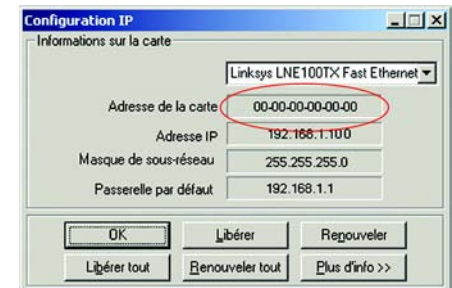 Configuration IP
Informations sur la carte
Linksys LNE100TX Fast Ethernet
Adresse de la carte 00-00-00-00-00-00
Adresse IP 192.168.1.100
Masque de sous-réseau 255.255.255.0
Passerelle par défaut 192.168.1.1
OK Libérer Renouveler
Libérer tout Renouveler tout Plus d'info >>